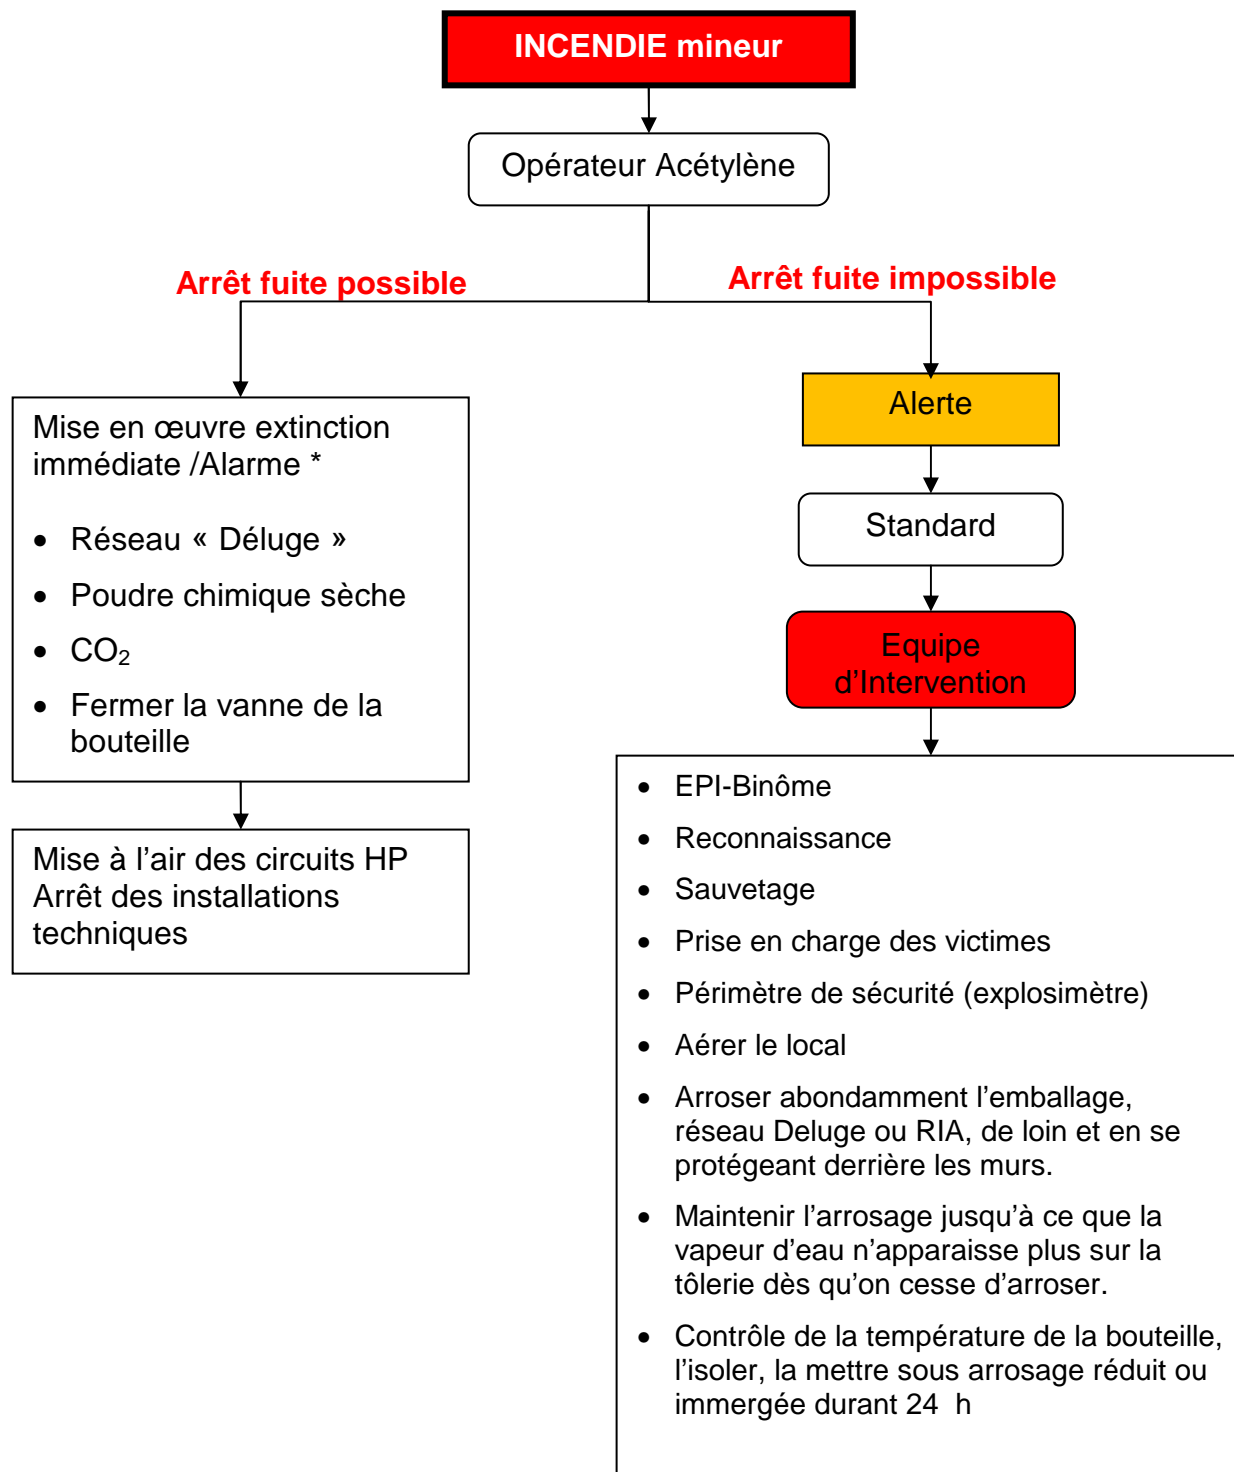 INCENDIE mineur
Opérateur Acétylène
Arrêt fuite possible
Arrêt fuite impossible
Mise en œuvre extinction
immédiate /Alarme *
• Réseau « Déluge »
• Poudre chimique sèche
• CO₂
• Fermer la vanne de la
bouteille
Mise à l’air des circuits HP
Arrêt des installations
techniques
Alerte
Standard
Equipe
d’Intervention
• EPI-Binôme
• Reconnaissance
• Sauvetage
• Prise en charge des victimes
• Périmètre de sécurité (explosimètre)
• Aérer le local
• Arroser abondamment l’emballage,
réseau Deluge ou RIA, de loin et en se
protégeant derrière les murs.
• Maintenir l’arrosage jusqu’à ce que la
vapeur d’eau n’apparaisse plus sur la
tôlerie dès qu’on cesse d’arroser.
• Contrôle de la température de la bouteille,
l’isoler, la mettre sous arrosage réduit ou
immergée durant 24 h